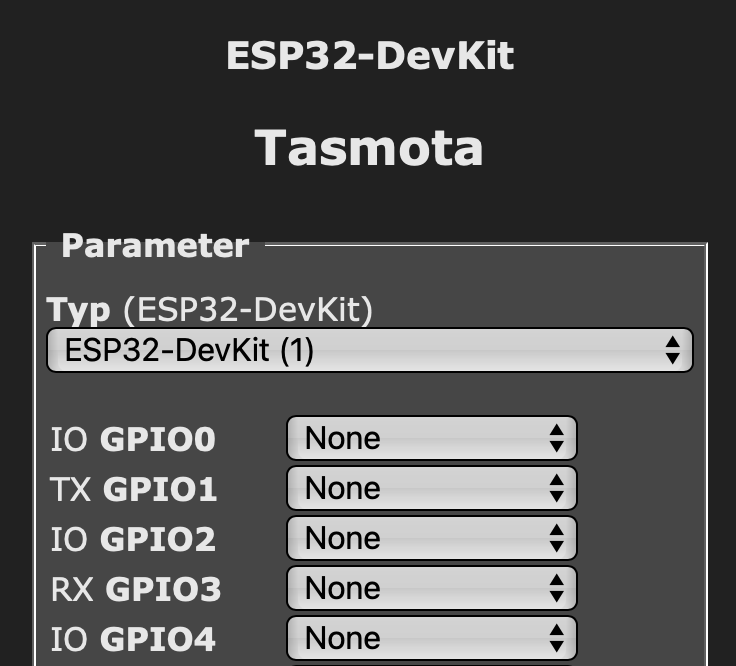 ESP32-DevKit
Tasmota
Parameter
Typ (ESP32-DevKit)
ESP32-DevKit (1)
IO GPIO0 None
TX GPIO1 None
IO GPIO2 None
RX GPIO3 None
IO GPIO4 None